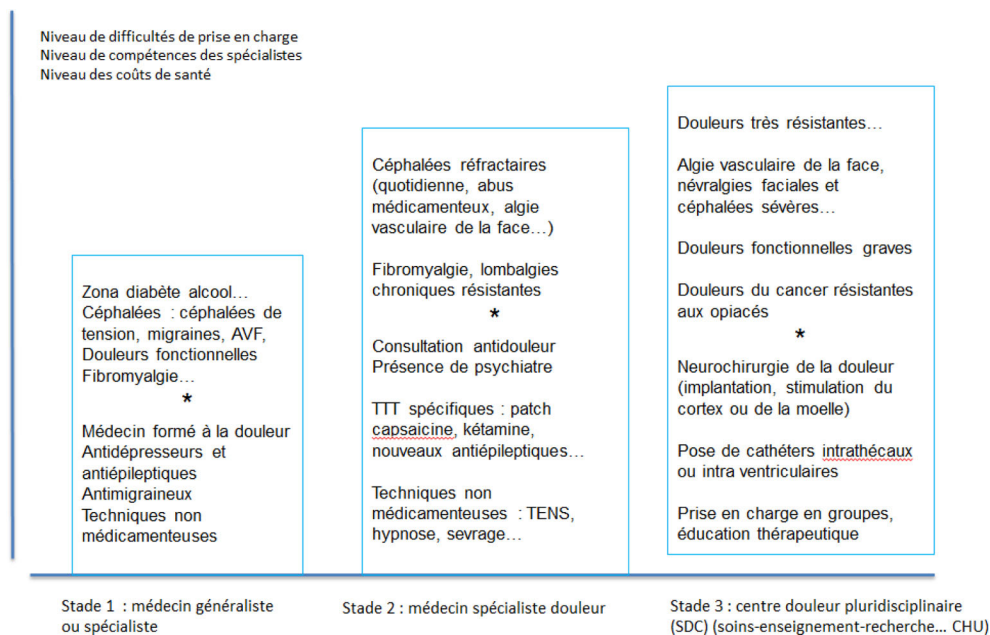 Niveau de difficultés de prise en charge
Niveau de compétences des spécialistes
Niveau des coûts de santé
Zona diabète alcool…
Céphalées : céphalées de
tension, migraines, AVF,
Douleurs fonctionnelles
Fibromyalgie…
*
Médecin formé à la douleur
Antidépresseurs et
antiépileptiques
Antimigraineux
Techniques non
médicamenteuses
Céphalées réfractaires
(quotidienne, abus
médicamenteux, algie
vasculaire de la face…)
Fibromyalgie, lombalgies
chroniques résistantes
*
Consultation antidouleur
Présence de psychiatre
TTT spécifiques : patch
capsaicine, kétamine,
nouveaux antiépileptiques…
Techniques non
médicamenteuses : TENS,
hypnose, sevrage…
Douleurs très résistantes…
Algie vasculaire de la face,
névralgies faciales et
céphalées sévères…
Douleurs fonctionnelles graves
Douleurs du cancer résistantes
aux opiacés
*
Neurochirurgie de la douleur
(implantation, stimulation du
cortex ou de la moelle)
Pose de cathéters intrathécaux
ou intra ventriculaires
Prise en charge en groupes,
éducation thérapeutique
Stade 1 : médecin généraliste
ou spécialiste
Stade 2 : médecin spécialiste douleur
Stade 3 : centre douleur pluridisciplinaire
(SDC) (soins-enseignement-recherche… CHU)